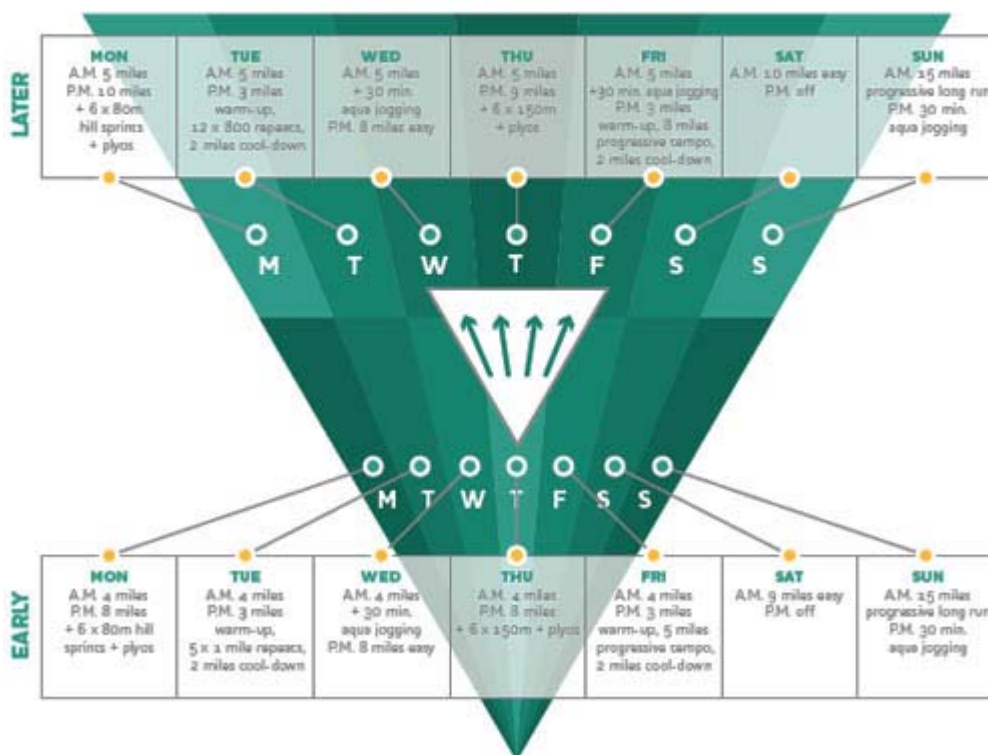 LATER
MON
A.M. 5 miles
P.M. 10 miles
+ 6 x 80m
hill sprints
+ plyos
TUE
A.M. 5 miles
P.M. 3 miles
warm-up,
12 x 800 repeats,
2 miles cool-down
WED
A.M. 5 miles
+ 30 min.
aqua jogging
P.M. 8 miles easy
THU
A.M. 5 miles
P.M. 9 miles
+ 6 x 150m
+ plyos
FRI
A.M. 5 miles
+30 min. aqua jogging
P.M. 3 miles
warm-up, 8 miles
progressive tempo,
2 miles cool-down
SAT
A.M. 10 miles easy
P.M. off
SUN
A.M. 15 miles
progressive long run
P.M. 30 min.
aqua jogging
M T W T F S S
M T W T F S S
EARLY
MON
A.M. 4 miles
P.M. 8 miles
+ 6 x 80m hill
sprints + plyos
TUE
A.M. 4 miles
P.M. 3 miles
warm-up,
5 x 1 mile repeats,
2 miles cool-down
WED
A.M. 4 miles
+ 30 min.
aqua jogging
P.M. 8 miles easy
THU
A.M. 4 miles
P.M. 8 miles
+ 6 x 150m + plyos
FRI
A.M. 4 miles
P.M. 3 miles
warm-up, 5 miles
progressive tempo,
2 miles cool-down
SAT
A.M. 9 miles easy
P.M. off
SUN
A.M. 15 miles
progressive long run
P.M. 30 min.
aqua jogging